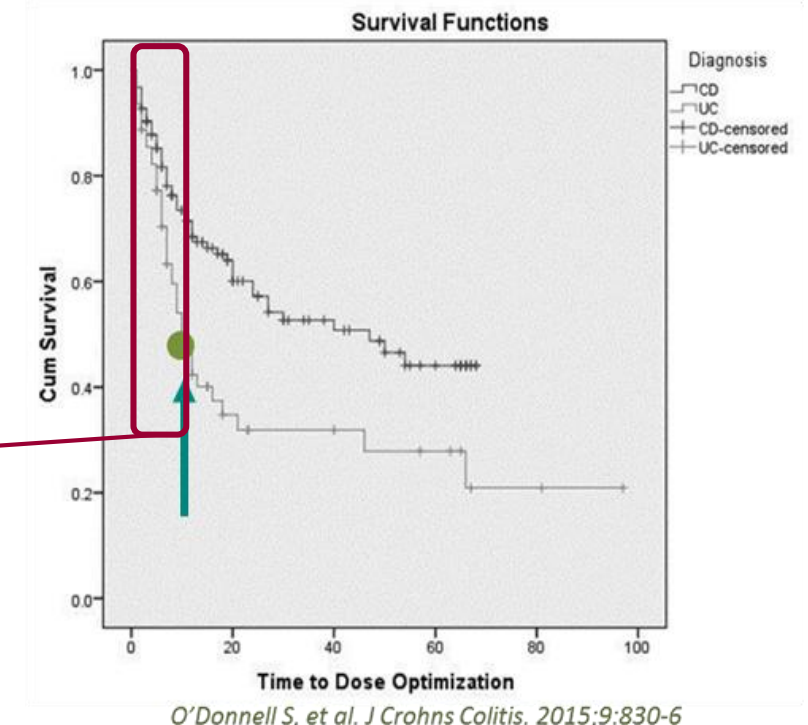 Survival Functions
Diagnosis
CD
UC
CD-censored
UC-censored
1.0
0.8
0.6
0.4
0.2
0.0
Cum Survival
0
20
40
60
80
100
Time to Dose Optimization
O'Donnell S, et al. J Crohns Colitis. 2015;9:830-6